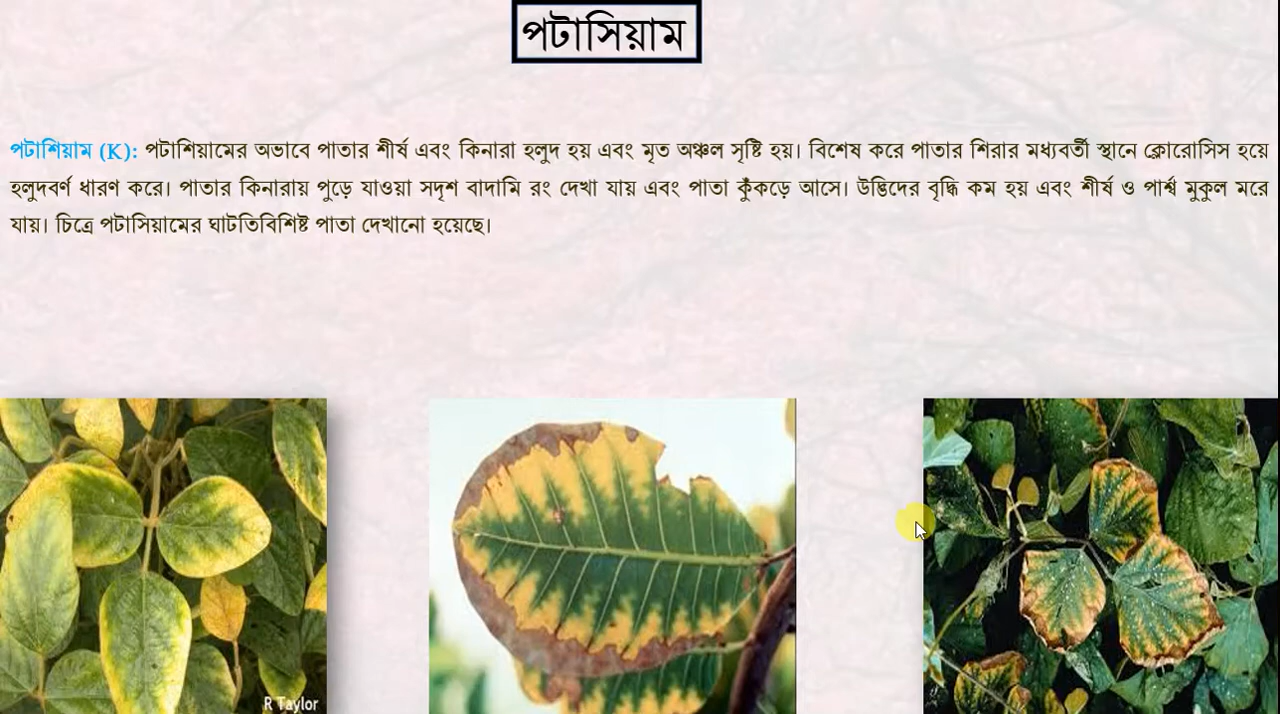 পটাসিয়াম
পটাশিয়াম (K): পটাশিয়ামের অভাবে পাতার শীর্ষ এবং কিনারা হলুদ হয় এবং মৃত অঞ্চল সৃষ্টি হয়। বিশেষ করে পাতার শিরার মধ্যবর্তী স্থানে ক্লোরোসিস হয়ে
হলুদবর্ণ ধারণ করে। পাতার কিনারায় পুড়ে যাওয়া সদৃশ বাদামি রং দেখা যায় এবং পাতা কুঁকড়ে আসে। উদ্ভিদের বৃদ্ধি কম হয় এবং শীর্ষ ও পার্শ্ব মুকুল মরে
যায়। চিত্রে পটাসিয়ামের ঘাটতিবিশিষ্ট পাতা দেখানো হয়েছে।
R Taylor